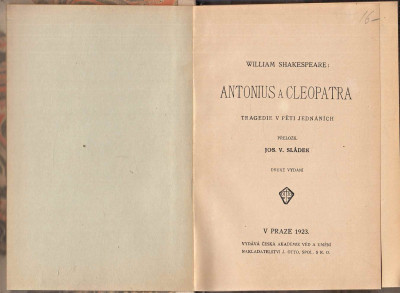 16—
WILLIAM SHAKESPEARE:
ANTONIUS A CLEOPATRA
TRAGEDIE V PĚTI JEDNÁNÍCH
PŘELOŽIL
JOS. V. SLÁDEK
DRUHÉ VYDÁNÍ
V PRAZE 1923.
VYDÁVÁ ČESKÁ AKADEMIE VĚD A UMĚNÍ
NAKLADATELSTVÍ J. OTTO, SPOL. S R. O.